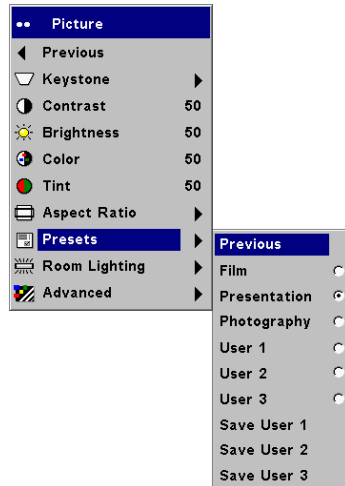 Picture
Previous
Keystone
Contrast 50
Brightness 50
Color 50
Tint 50
Aspect Ratio
Presets
Room Lighting
Advanced
Previous
Film
Presentation
Photography
User 1
User 2
User 3
Save User 1
Save User 2
Save User 3